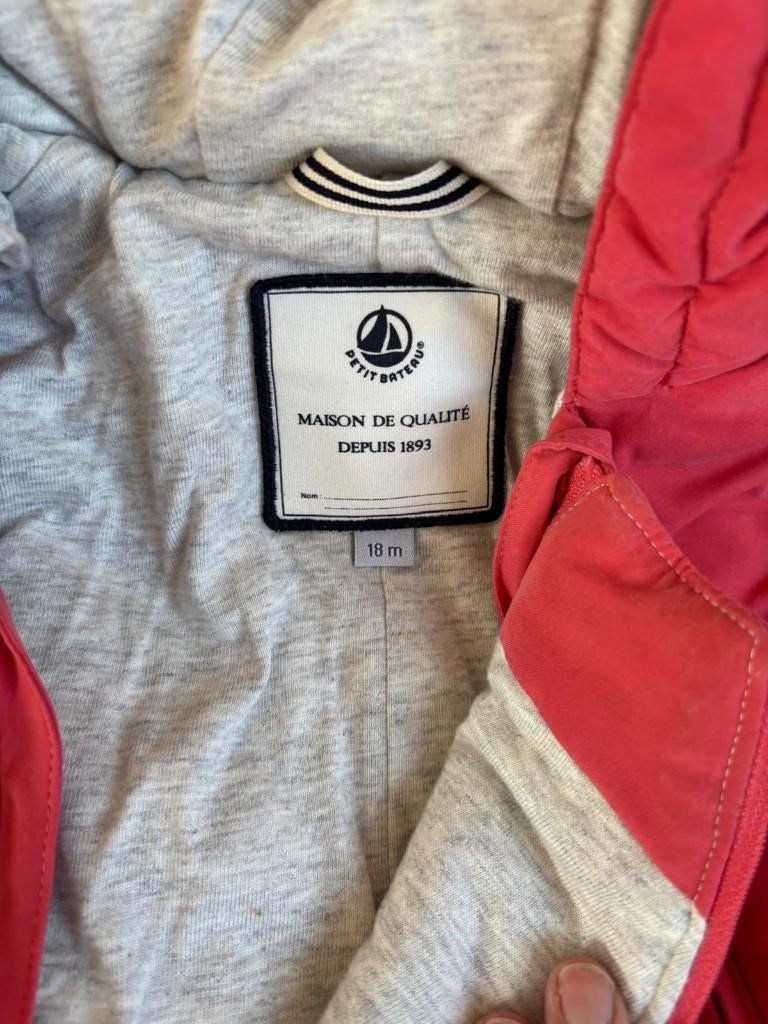 PETIT BATEAU®
MAISON DE QUALITÉ
DEPUIS 1893
Nom :
18 m